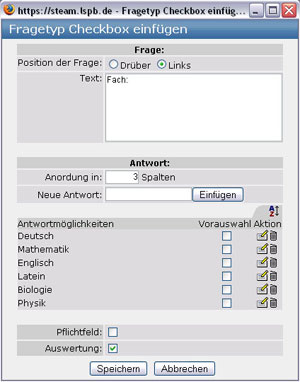 https://steam.lspb.de - Fragetyp Checkbox einfüg...
Fragetyp Checkbox einfügen
Frage:
Position der Frage: Drüber Links
Text: Fach:
Antwort:
Anordung in: 3 Spalten
Neue Antwort: Einfügen
A Z
Antwortmöglichkeiten Vorauswahl Aktion
Deutsch
Mathematik
Englisch
Latein
Biologie
Physik
Pflichtfeld:
Auswertung:
Speichern Abbrechen